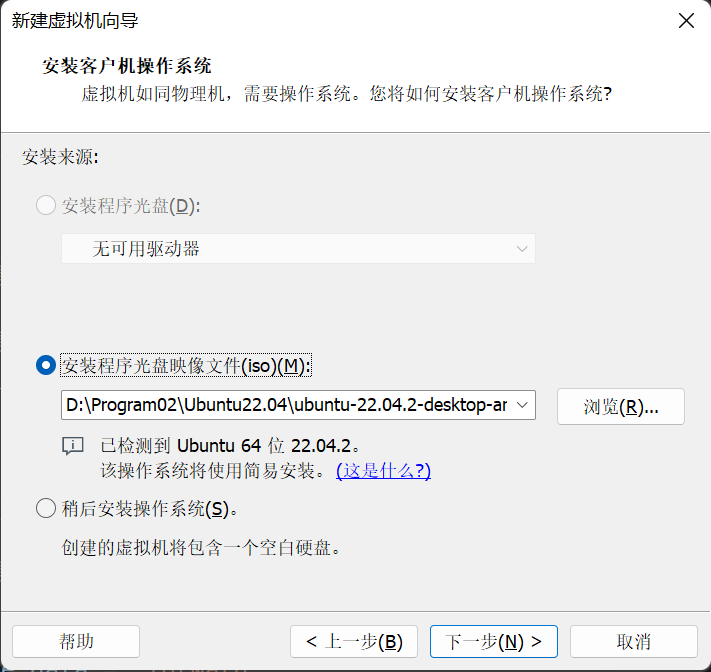 新建虚拟机向导
安装客户机操作系统
虚拟机如同物理机，需要操作系统。您将如何安装客户机操作系统?
安装来源:
安装程序光盘(D):
无可用驱动器
安装程序光盘映像文件(iso)(M):
D:\Program02\Ubuntu22.04\ubuntu-22.04.2-desktop-ar
浏览(R)...
已检测到 Ubuntu 64 位 22.04.2。
该操作系统将使用简易安装。 (这是什么?)
稍后安装操作系统(S)。
创建的虚拟机将包含一个空白硬盘。
帮助
< 上一步(B)
下一步(N) >
取消